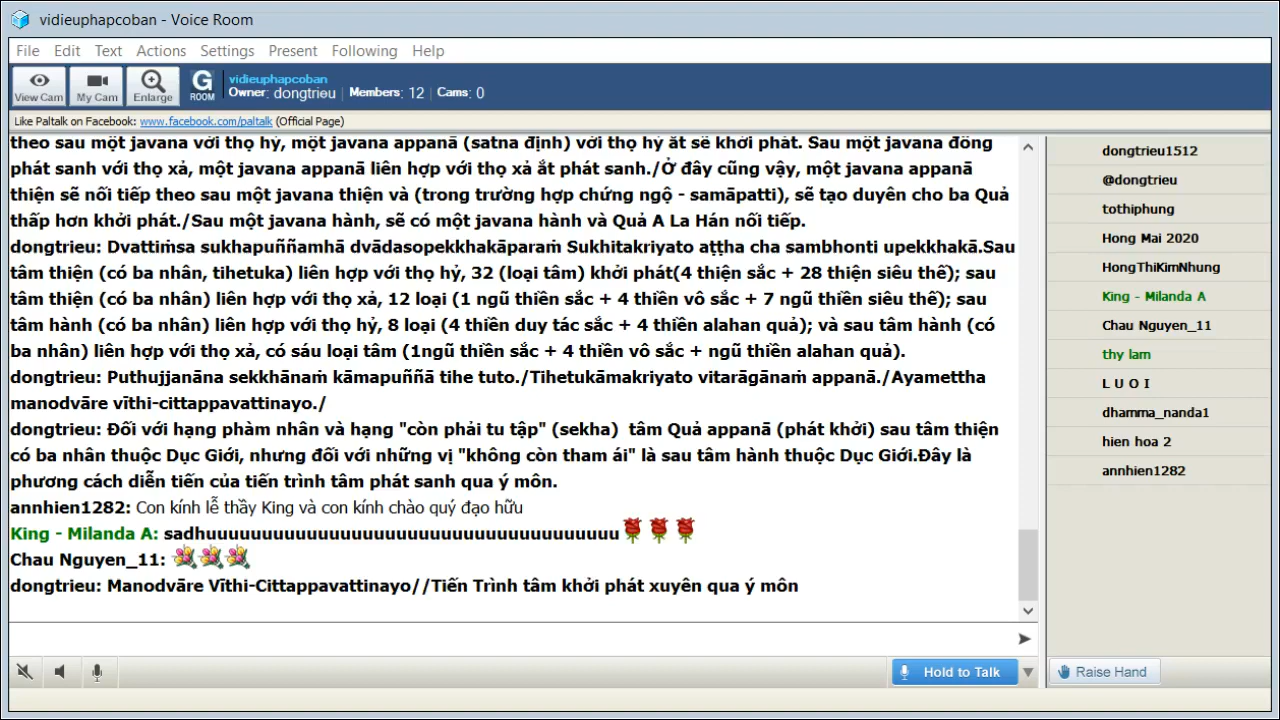 vidieuphapcoban - Voice Room
File Edit Text Actions Settings Present Following Help
View Cam My Cam Enlarge G ROOM
vidieuphapcoban
Owner: dongtrieu | Members: 12 | Cams: 0
Like Paltalk on Facebook: www.facebook.com/paltalk (Official Page)
theo sau một javana với thọ hỷ, một javana appanā (satna định) với thọ hỷ ắt sẽ khởi phát. Sau một javana đồng
phát sanh với thọ xả, một javana appanā liên hợp với thọ xả ắt phát sanh./Ở đây cũng vậy, một javana appanā
thiện sẽ nối tiếp theo sau một javana thiện và (trong trường hợp chứng ngộ - samāpatti), sẽ tạo duyên cho ba Quả
thấp hơn khởi phát./Sau một javana hành, sẽ có một javana hành và Quả A La Hán nối tiếp.
dongtrieu: Dvattiṁsa sukhapuññamhā dvādasopekkhakāparaṁ Sukhitakriyato aṭṭha cha sambhonti upekkhakā.Sau
tâm thiện (có ba nhân, tihetuka) liên hợp với thọ hỷ, 32 (loại tâm) khởi phát(4 thiện sắc + 28 thiện siêu thế); sau
tâm thiện (có ba nhân) liên hợp với thọ xả, 12 loại (1 ngũ thiền sắc + 4 thiền vô sắc + 7 ngũ thiền siêu thế); sau
tâm hành (có ba nhân) liên hợp với thọ hỷ, 8 loại (4 thiền duy tác sắc + 4 thiền alahan quả); và sau tâm hành (có
ba nhân) liên hợp với thọ xả, có sáu loại tâm (1ngũ thiền sắc + 4 thiền vô sắc + ngũ thiền alahan quả).
dongtrieu: Puthujjanāna sekkhānaṁ kāmapuññā tihe tuto./Tihetukāmakriyato vitarāgānaṁ appanā./Ayamettha
manodvāre vīthi-cittappavattinayo./
dongtrieu: Đối với hạng phàm nhân và hạng "còn phải tu tập" (sekha) tâm Quả appanā (phát khởi) sau tâm thiện
có ba nhân thuộc Dục Giới, nhưng đối với những vị "không còn tham ái" là sau tâm hành thuộc Dục Giới.Đây là
phương cách diễn tiến của tiến trình tâm phát sanh qua ý môn.
annhien1282: Con kính lễ thầy King và con kính chào quý đạo hữu
King - Milanda A: sadhuuuuuuuuuuuuuuuuuuuuuuuuuuuuuuuuuuuuu
Chau Nguyen_11:
dongtrieu: Manodvāre Vīthi-Cittappavattinayo//Tiến Trình tâm khởi phát xuyên qua ý môn
dongtrieu1512
@dongtrieu
tothiphung
Hong Mai 2020
HongThiKimNhung
King - Milanda A
Chau Nguyen_11
thy lam
L U O I
dhamma_nanda1
hien hoa 2
annhien1282
Hold to Talk
Raise Hand